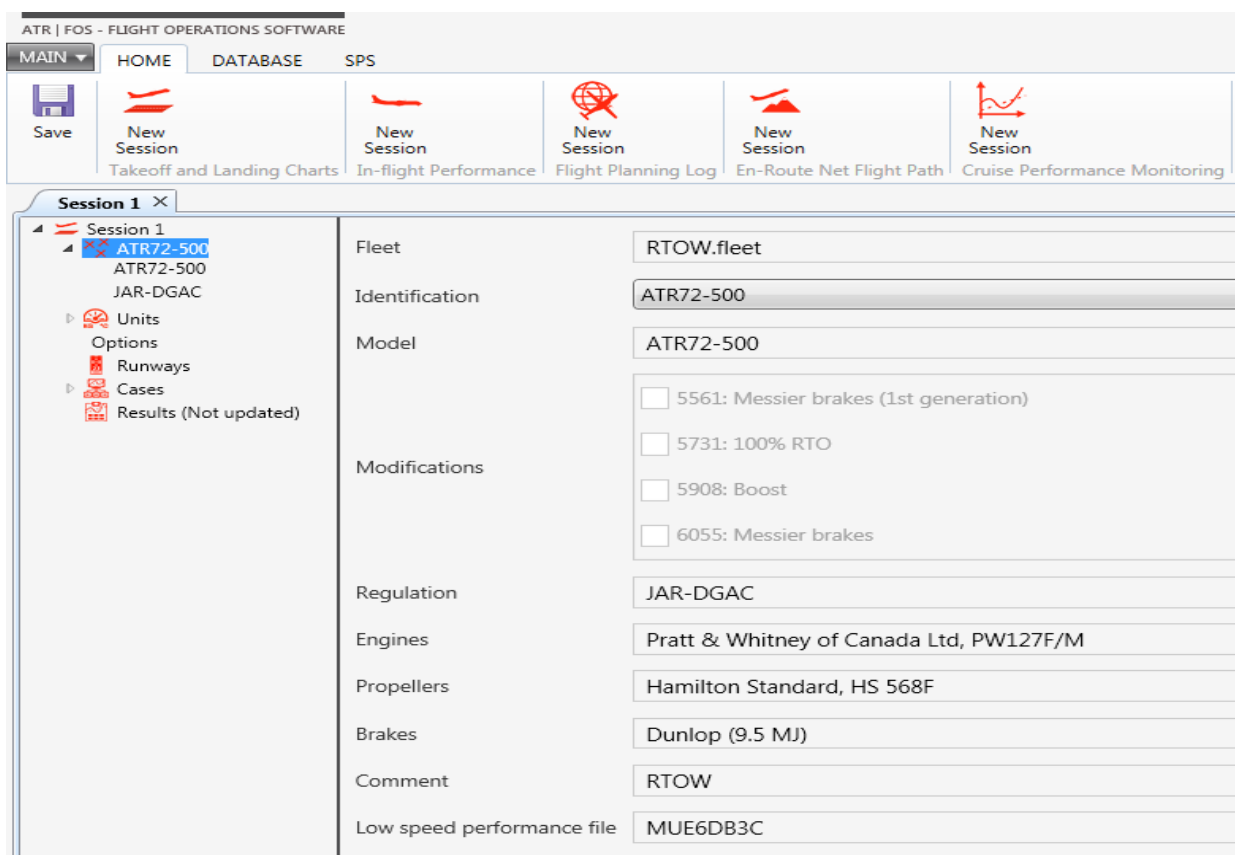 ATR | FOS - FLIGHT OPERATIONS SOFTWARE
MAIN HOME DATABASE SPS
Save
New Session
Takeoff and Landing Charts
New Session
In-flight Performance
New Session
Flight Planning Log
New Session
En-Route Net Flight Path
New Session
Cruise Performance Monitoring
Session 1
Session 1
ATR72-500
ATR72-500
JAR-DGAC
Units
Options
Runways
Cases
Results (Not updated)
Fleet RTOW.fleet
Identification ATR72-500
Model ATR72-500
Modifications
5561: Messier brakes (1st generation)
5731: 100% RTO
5908: Boost
6055: Messier brakes
Regulation JAR-DGAC
Engines Pratt & Whitney of Canada Ltd, PW127F/M
Propellers Hamilton Standard, HS 568F
Brakes Dunlop (9.5 MJ)
Comment RTOW
Low speed performance file MUE6DB3C